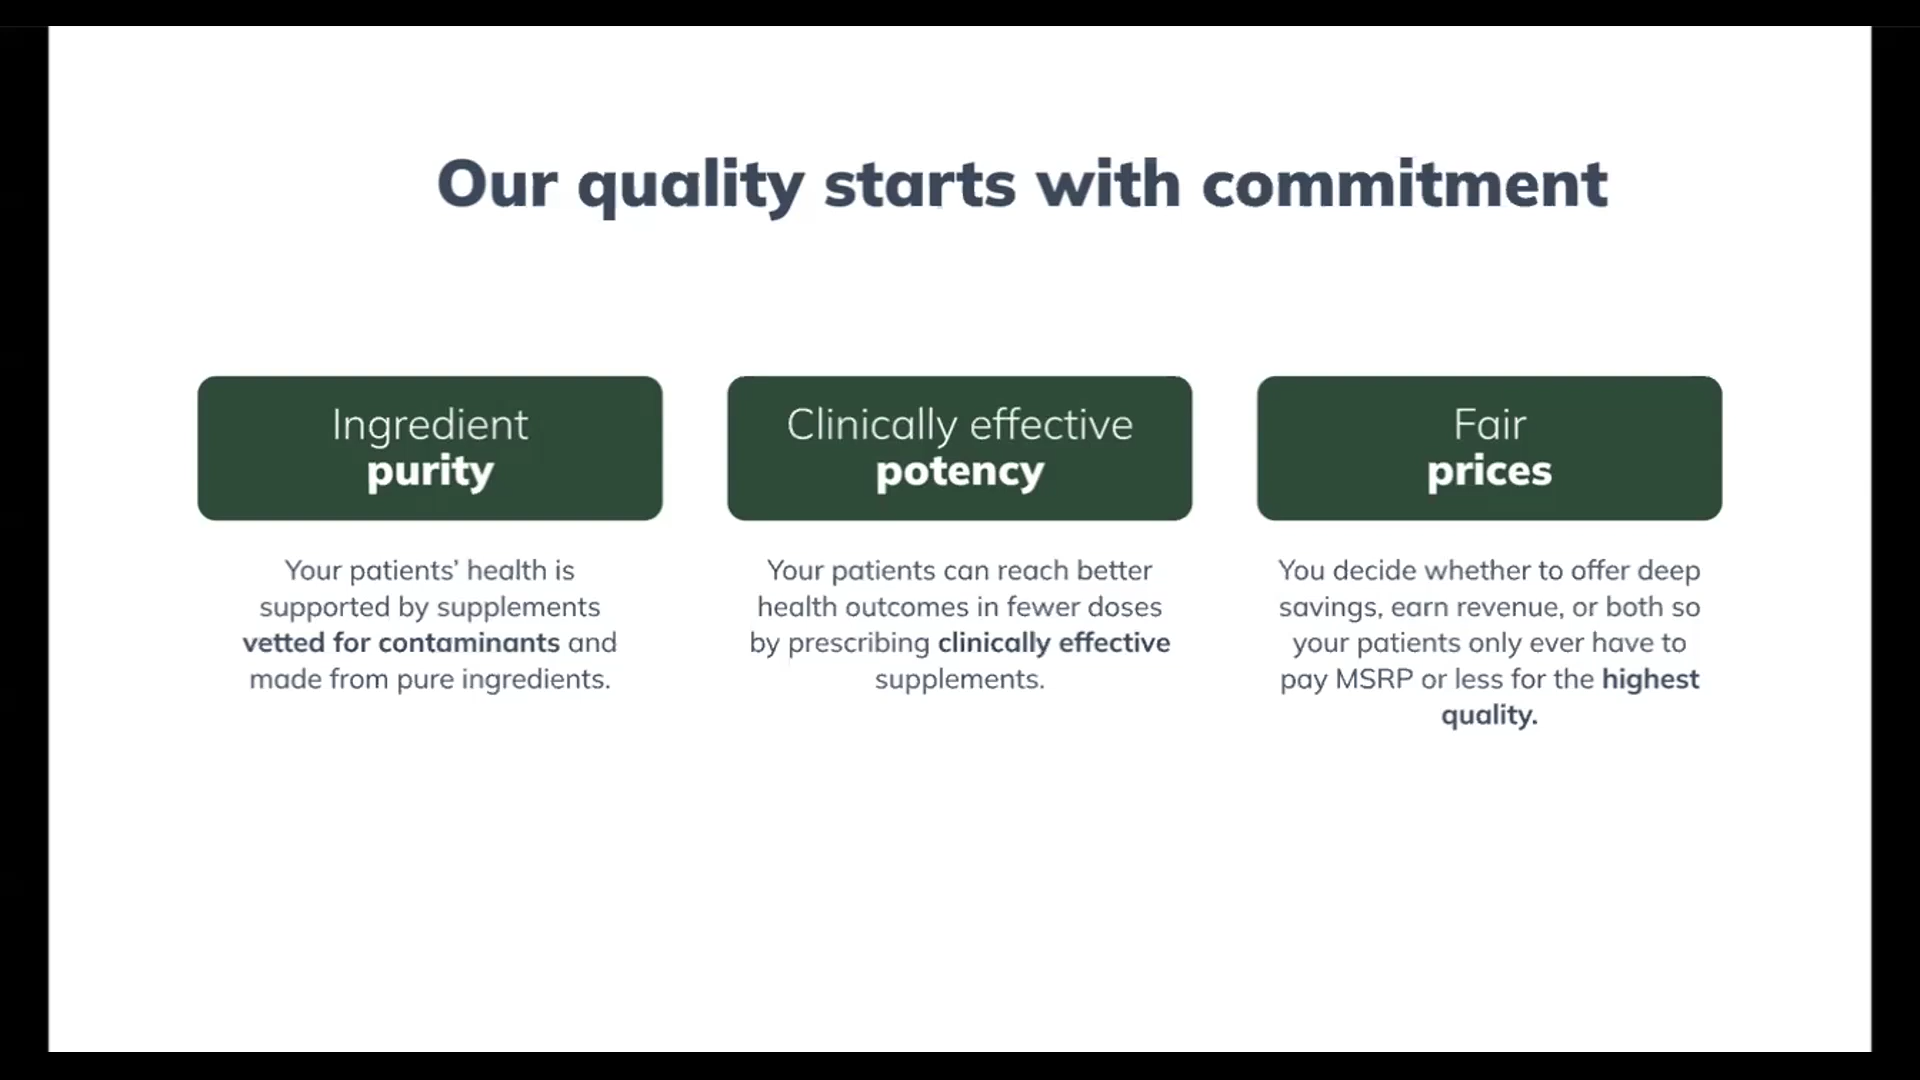 Our quality starts with commitment
Ingredient
purity
Your patients’ health is
supported by supplements
vetted for contaminants and
made from pure ingredients.
Clinically effective
potency
Your patients can reach better
health outcomes in fewer doses
by prescribing clinically effective
supplements.
Fair
prices
You decide whether to offer deep
savings, earn revenue, or both so
your patients only ever have to
pay MSRP or less for the highest
quality.